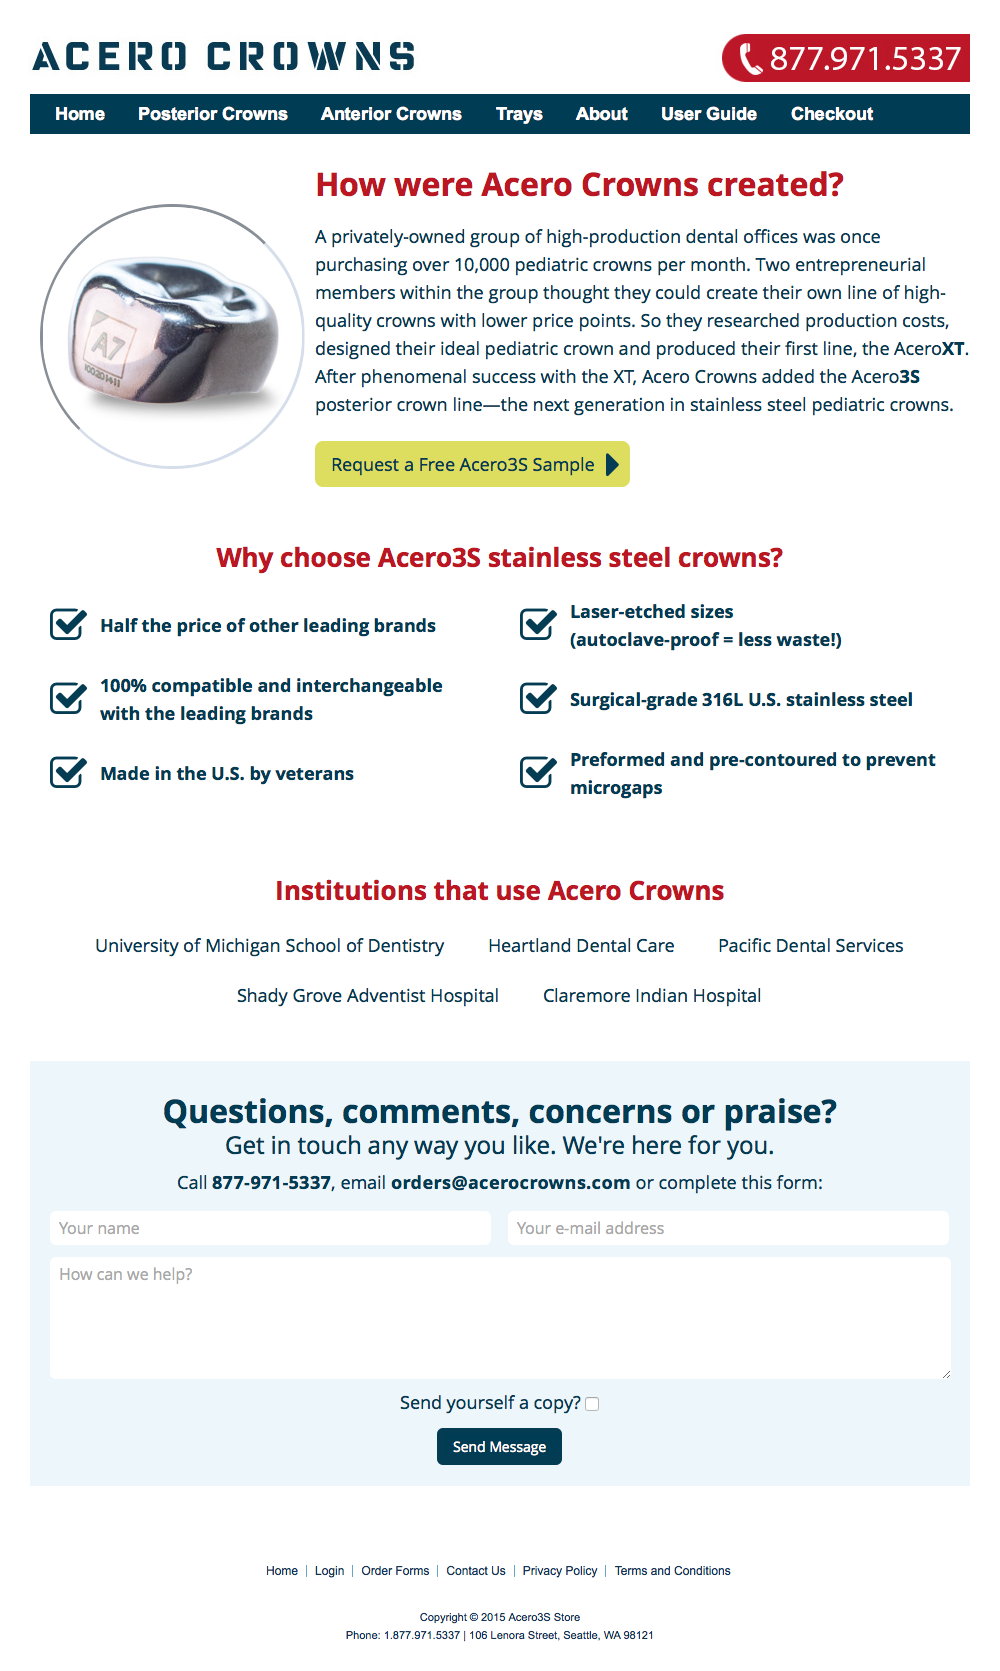 ACERO CROWNS
877.971.5337
Home Posterior Crowns Anterior Crowns Trays About User Guide Checkout
How were Acero Crowns created?
A privately-owned group of high-production dental offices was once
purchasing over 10,000 pediatric crowns per month. Two entrepreneurial
members within the group thought they could create their own line of high-
quality crowns with lower price points. So they researched production costs,
designed their ideal pediatric crown and produced their first line, the AceroXT.
After phenomenal success with the XT, Acero Crowns added the Acero3S
posterior crown line—the next generation in stainless steel pediatric crowns.
A7
Request a Free Acero3S Sample
Why choose Acero3S stainless steel crowns?
Half the price of other leading brands
Laser-etched sizes
(autoclave-proof = less waste!)
100% compatible and interchangeable
with the leading brands
Surgical-grade 316L U.S. stainless steel
Made in the U.S. by veterans
Preformed and pre-contoured to prevent
microgaps
Institutions that use Acero Crowns
University of Michigan School of Dentistry Heartland Dental Care Pacific Dental Services
Shady Grove Adventist Hospital Claremore Indian Hospital
Questions, comments, concerns or praise?
Get in touch any way you like. We're here for you.
Call 877-971-5337, email orders@acerocrowns.com or complete this form:
Your name Your e-mail address
How can we help?
Send yourself a copy?
Send Message
Home | Login | Order Forms | Contact Us | Privacy Policy | Terms and Conditions
Copyright © 2015 Acero3S Store
Phone: 1.877.971.5337 | 106 Lenora Street, Seattle, WA 98121